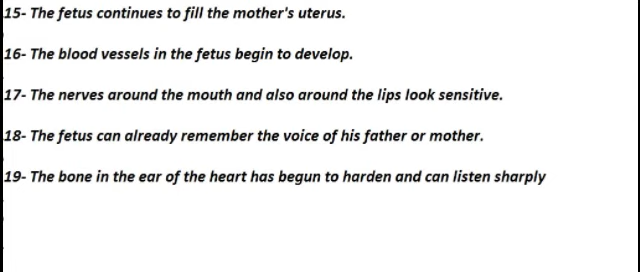 15- The fetus continues to fill the mother's uterus.
16- The blood vessels in the fetus begin to develop.
17- The nerves around the mouth and also around the lips look sensitive.
18- The fetus can already remember the voice of his father or mother.
19- The bone in the ear of the heart has begun to harden and can listen sharply